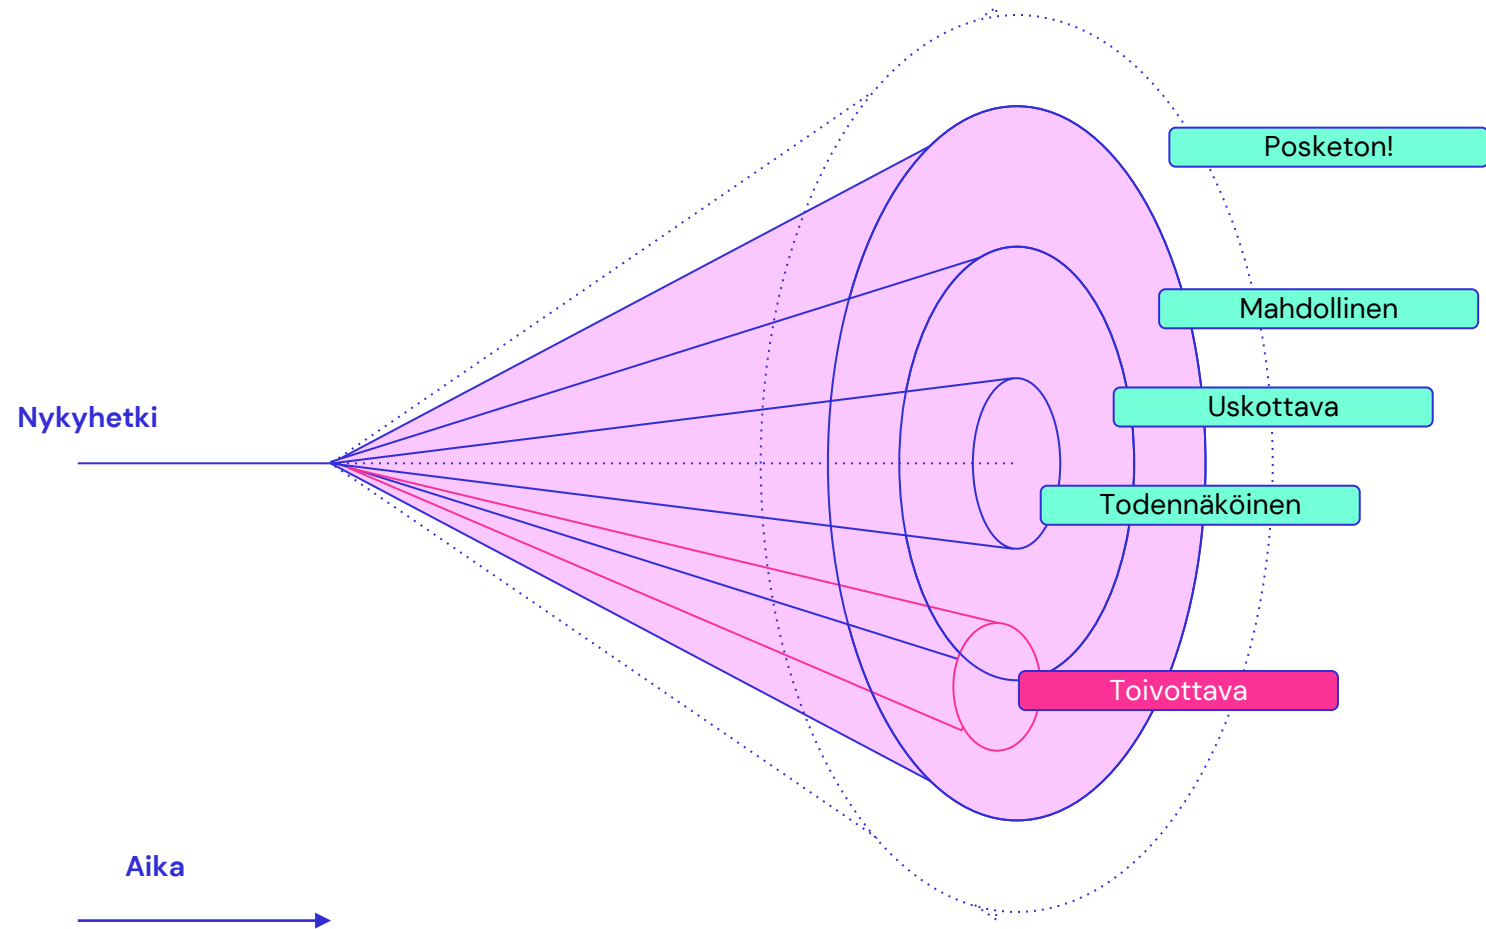 Posketon!
Mahdollinen
Uskottava
Nykyhetki
Todennäköinen
Toivottava
Aika